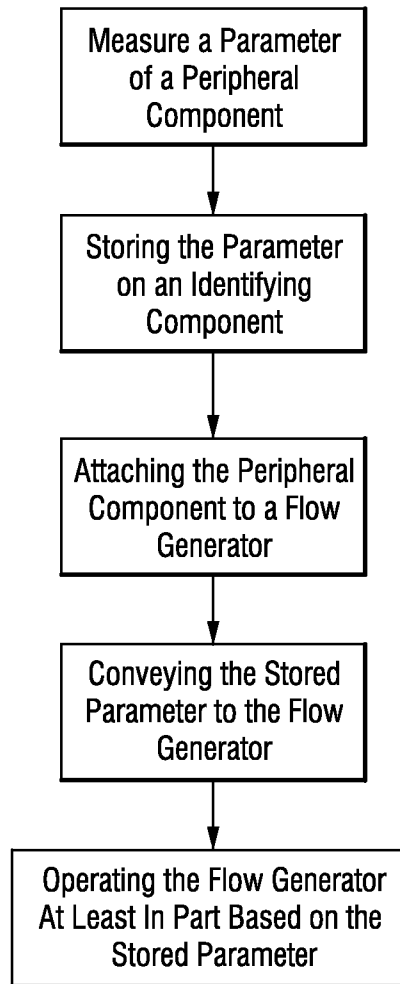 Measure a Parameter
of a Peripheral
Component
Storing the Parameter
on an Identifying
Component
Attaching the Peripheral
Component to a Flow
Generator
Conveying the Stored
Parameter to the Flow
Generator
Operating the Flow Generator
At Least In Part Based on the
Stored Parameter